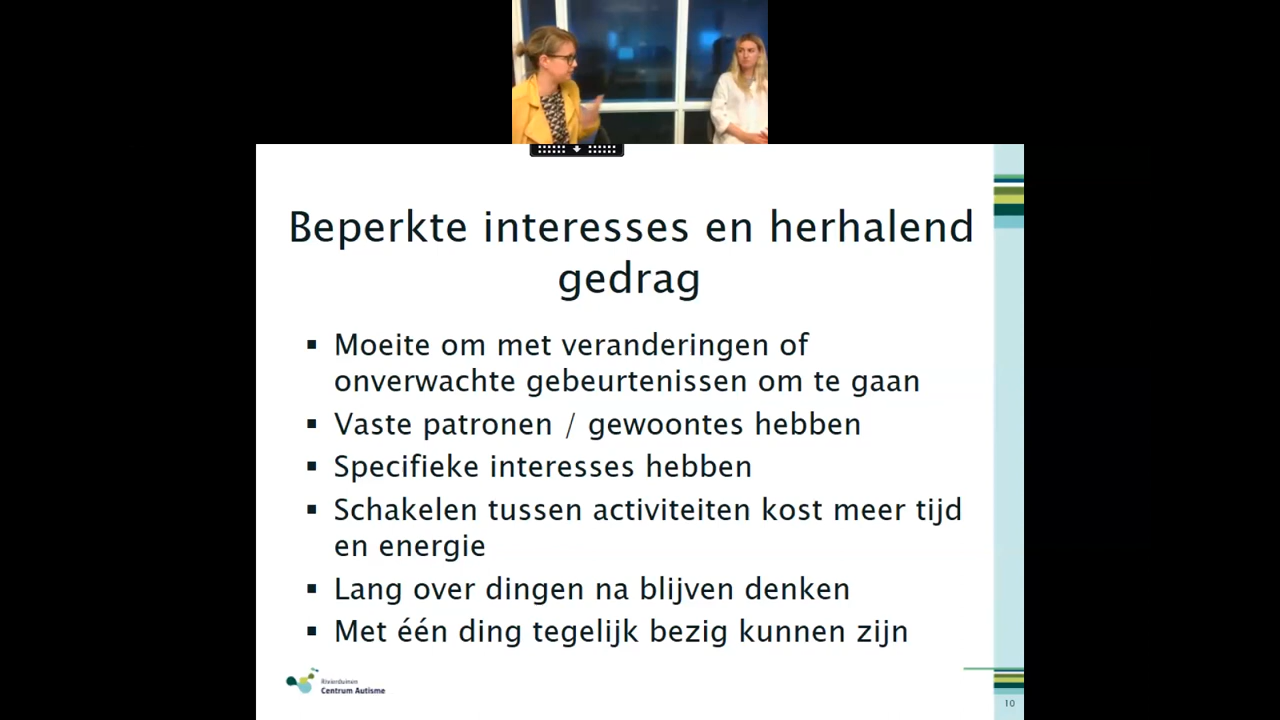 Beperkte interesses en herhalend
gedrag
▪ Moeite om met veranderingen of
onverwachte gebeurtenissen om te gaan
▪ Vaste patronen / gewoontes hebben
▪ Specifieke interesses hebben
▪ Schakelen tussen activiteiten kost meer tijd
en energie
▪ Lang over dingen na blijven denken
▪ Met één ding tegelijk bezig kunnen zijn
Rivierduinen
Centrum Autisme
10